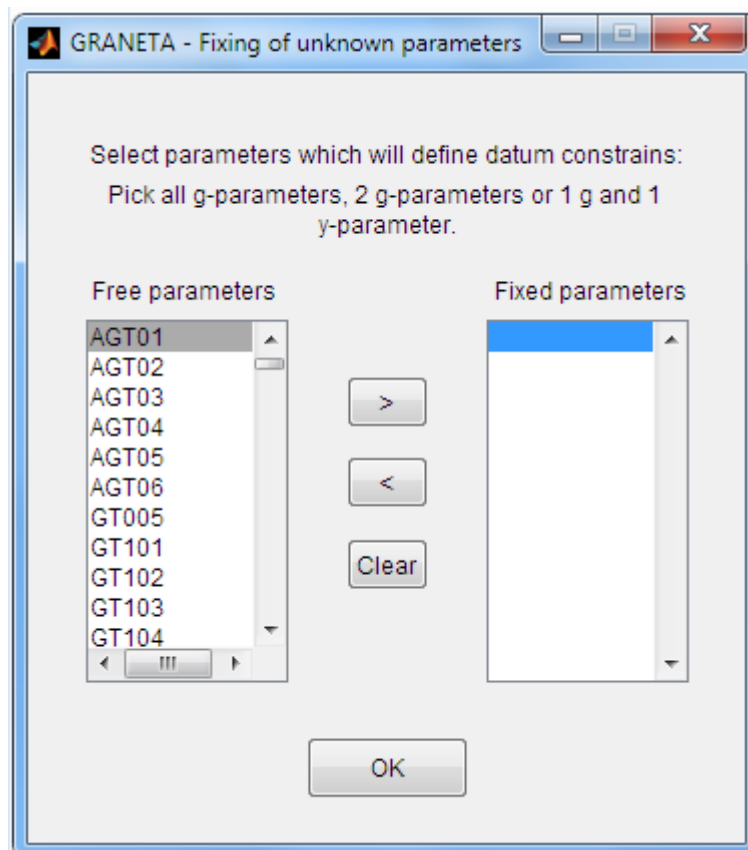 GRANETA - Fixing of unknown parameters
Select parameters which will define datum constrains:
Pick all g-parameters, 2 g-parameters or 1 g and 1
y-parameter.
Free parameters
Fixed parameters
AGT01
AGT02
AGT03
AGT04
AGT05
AGT06
GT005
GT101
GT102
GT103
GT104
>
<
Clear
OK